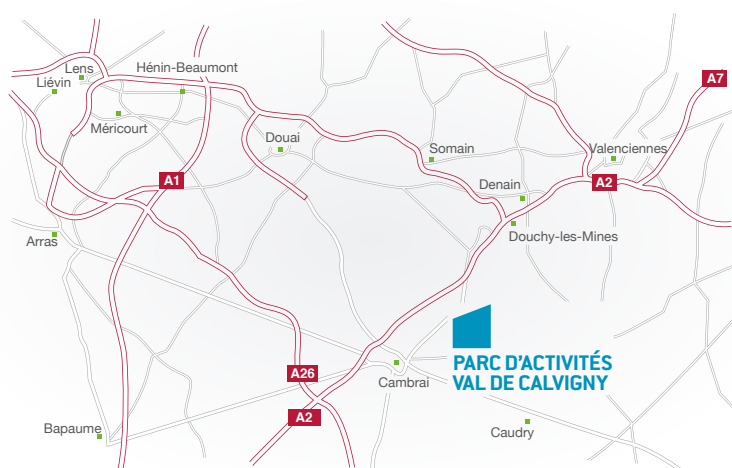 Lens
Hénin-Beaumont
A7
Liévin
Méricourt
Douai
Somain
Valenciennes
A1
Denain
A2
Arras
Douchy-les-Mines
PARC D'ACTIVITÉS
VAL DE CALVIGNY
A26
Cambrai
A2
Bapaume
Caudry